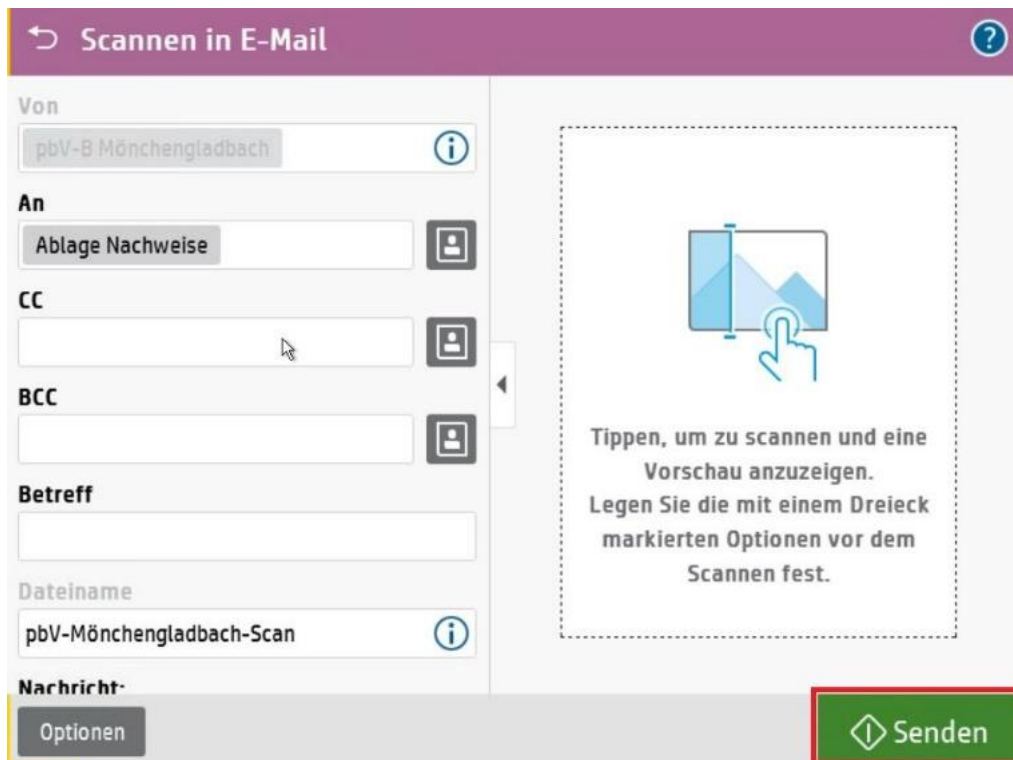 Scannen in E-Mail
?
Von
pbV-B Mönchengladbach
i
An
Ablage Nachweise
CC
BCC
Betreff
Dateiname
pbV-Mönchengladbach-Scan
i
Nachricht:
Tippen, um zu scannen und eine
Vorschau anzuzeigen.
Legen Sie die mit einem Dreieck
markierten Optionen vor dem
Scannen fest.
Optionen
Senden